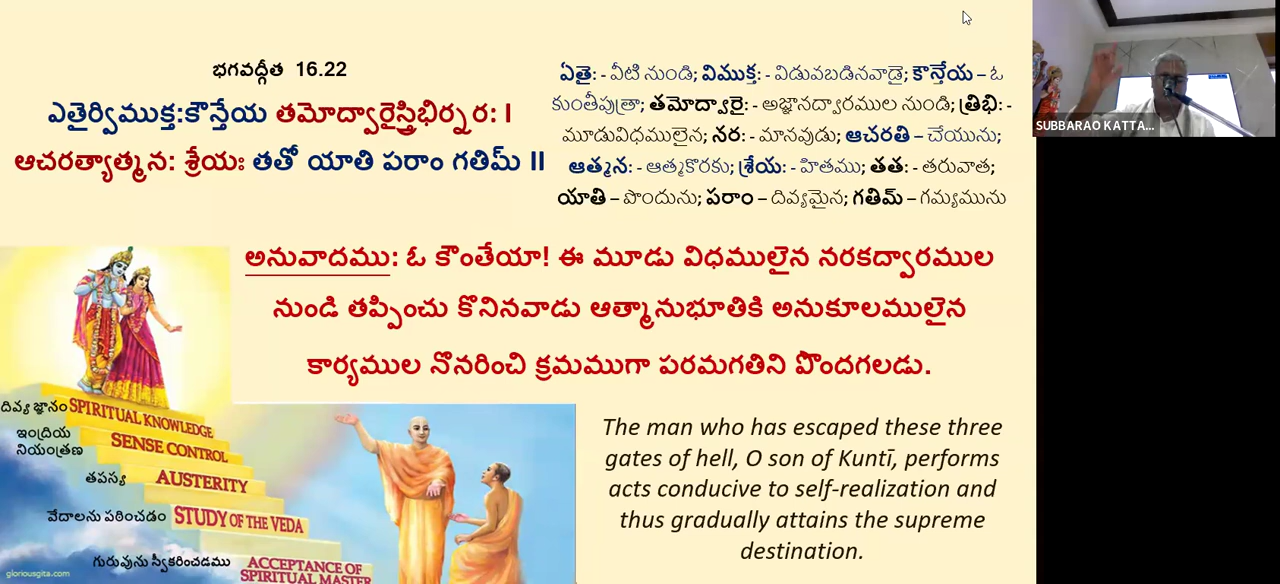 భగవద్గీత 16.22
ఎతైర్విముక్త:కౌన్తేయ తమోద్వారైస్త్రిభిర్నర: I
ఆచరత్యాత్మన: శ్రేయః తతో యాతి పరాం గతిమ్ II
ఏతై: - వీటి నుండి; విముక్త: - విడువబడినవాడై; కౌన్తేయ – ఓ
కుంతీపుత్రా; తమోద్వారై: - అజ్ఞానద్వారముల నుండి; త్రిభి: -
మూడువిధములైన; నర: - మానవుడు; ఆచరతి – చేయును;
ఆత్మన: - ఆత్మకొరకు; శ్రేయ: - హితము; తత: - తరువాత;
యాతి – పొందును; పరాం – దివ్యమైన; గతిమ్ – గమ్యమును
SUBBARAO KATTA...
అనువాదము: ఓ కౌంతేయా! ఈ మూడు విధములైన నరకద్వారముల
నుండి తప్పించు కొనినవాడు ఆత్మానుభూతికి అనుకూలములైన
కార్యముల నొనరించి క్రమముగా పరమగతిని పొందగలడు.
దివ్య జ్ఞానం SPIRITUAL KNOWLEDGE
ఇంద్రియ
నియంత్రణ
SENSE CONTROL
తపస్య AUSTERITY
వేదాలను పఠించడం STUDY OF THE VEDA
గురువును స్వీకరించడము ACCEPTANCE OF
SPIRITUAL MASTER
gloriousgita.com
The man who has escaped these three
gates of hell, O son of Kuntī, performs
acts conducive to self-realization and
thus gradually attains the supreme
destination.